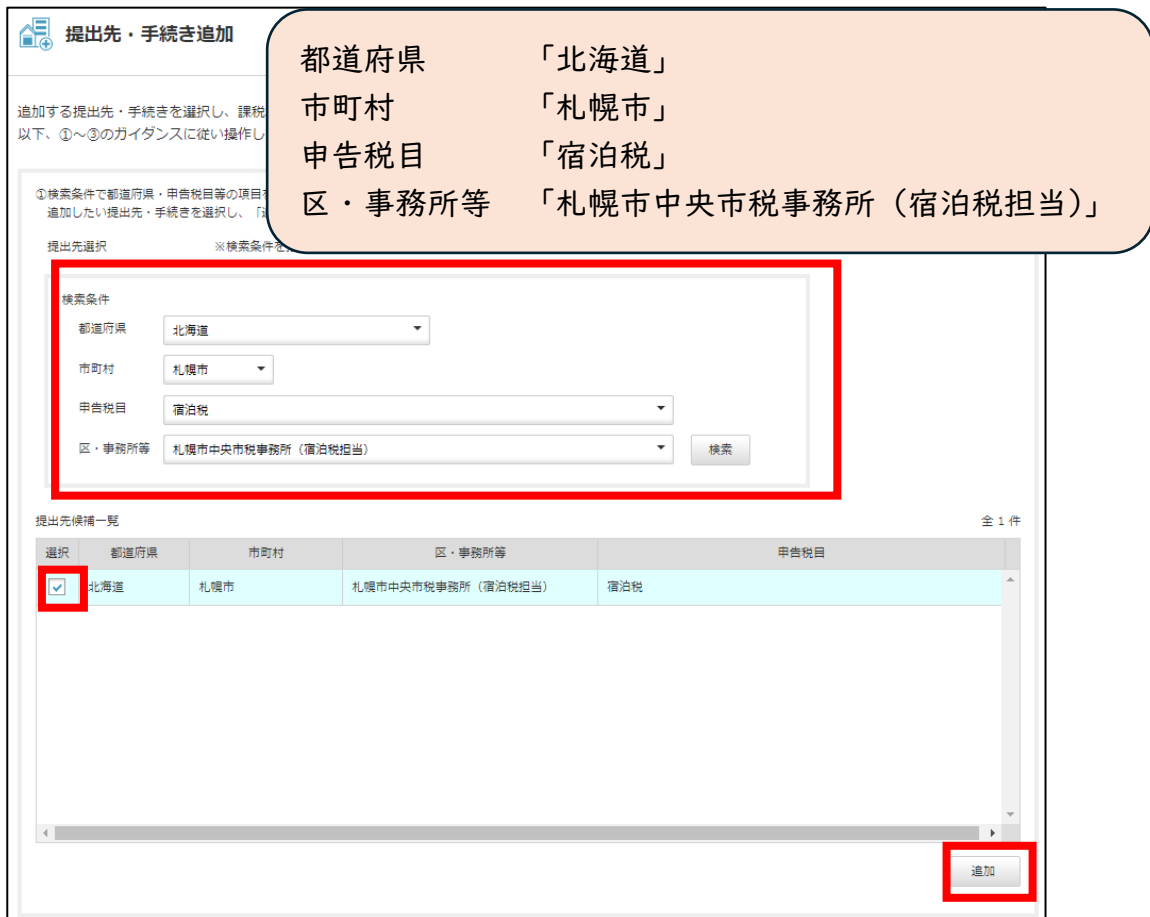 提出先・手続き追加
都道府県 「北海道」
市町村 「札幌市」
申告税目 「宿泊税」
区・事務所等 「札幌市中央市税事務所（宿泊税担当）」
追加する提出先・手続きを選択し、課税
以下、①～③のガイダンスに従い操作し
①検索条件で都道府県・申告税目等の項目を
追加したい提出先・手続きを選択し、「追
提出先選択 ※検索条件を
検索条件
都道府県 北海道
市町村 札幌市
申告税目 宿泊税
区・事務所等 札幌市中央市税事務所（宿泊税担当） 検索
提出先候補一覧 全 1 件
選択 都道府県 市町村 区・事務所等 申告税目
北海道 札幌市 札幌市中央市税事務所（宿泊税担当） 宿泊税
追加